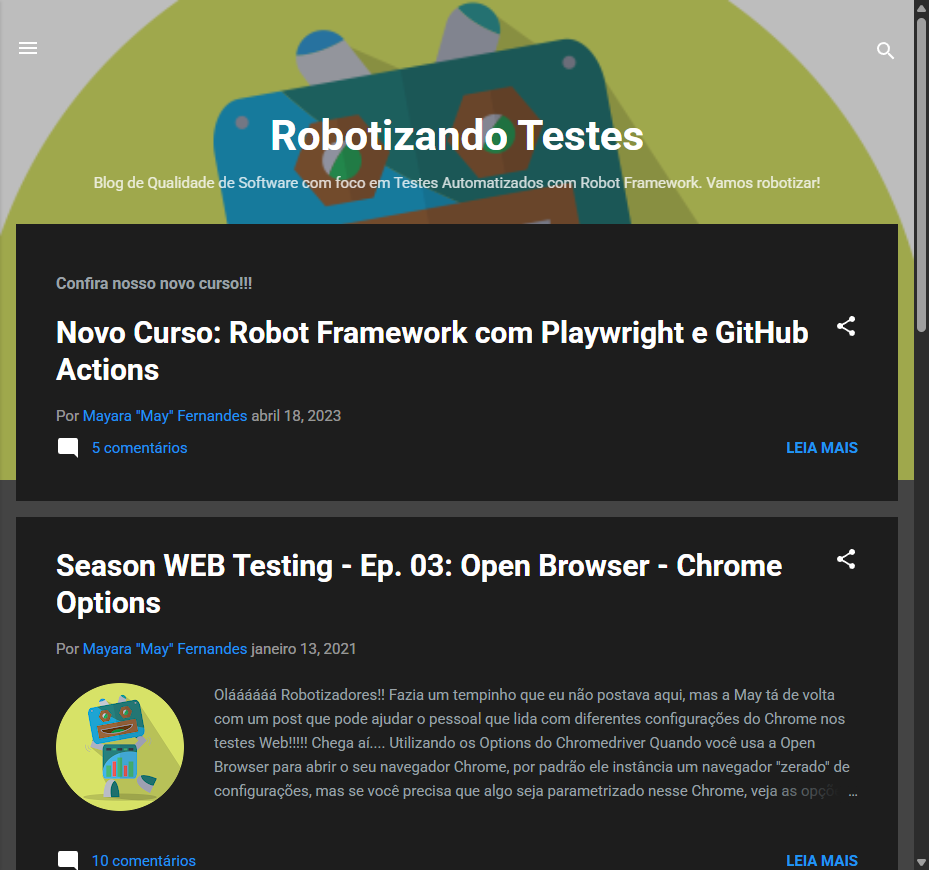 Robotizando Testes
Blog de Qualidade de Software com foco em Testes Automatizados com Robot Framework. Vamos robotizar!
Confira nosso novo curso!!!
Novo Curso: Robot Framework com Playwright e GitHub
Actions
Por Mayara "May" Fernandes abril 18, 2023
5 comentários
LEIA MAIS
Season WEB Testing - Ep. 03: Open Browser - Chrome
Options
Por Mayara "May" Fernandes janeiro 13, 2021
Oláááááá Robotizadores!! Fazia um tempinho que eu não postava aqui, mas a May tá de volta
com um post que pode ajudar o pessoal que lida com diferentes configurações do Chrome nos
testes Web!!!!! Chega aí.... Utilizando os Options do Chromedriver Quando você usa a Open
Browser para abrir o seu navegador Chrome, por padrão ele instância um navegador "zerado" de
configurações, mas se você precisa que algo seja parametrizado nesse Chrome, veja as opçõ ...
10 comentários
LEIA MAIS